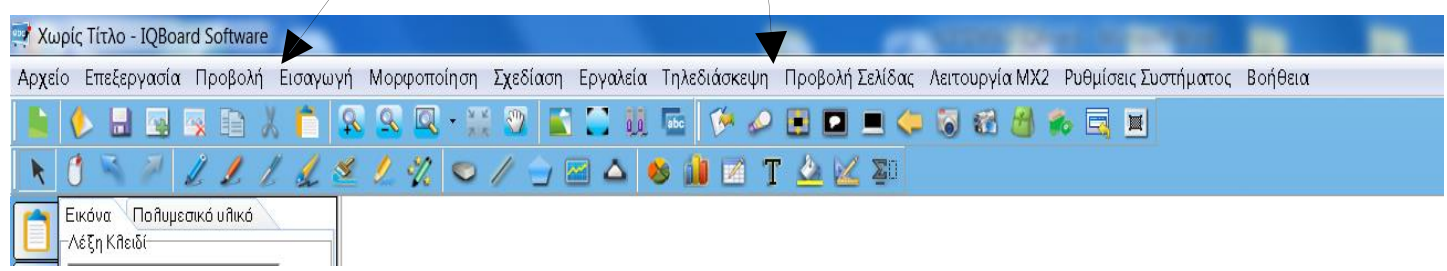 Χωρίς Τίτλο - IQBoard Software
Αρχείο Επεξεργασία Προβολή Εισαγωγή Μορφοποίηση Σχεδίαση Εργαλεία Τηλεδιάσκεψη Προβολή Σελίδας Λειτουργία MX2 Ρυθμίσεις Συστήματος Βοήθεια
abc
T Σ
Εικόνα Πολυμεσικό υλικό
Λέξη Κλειδί